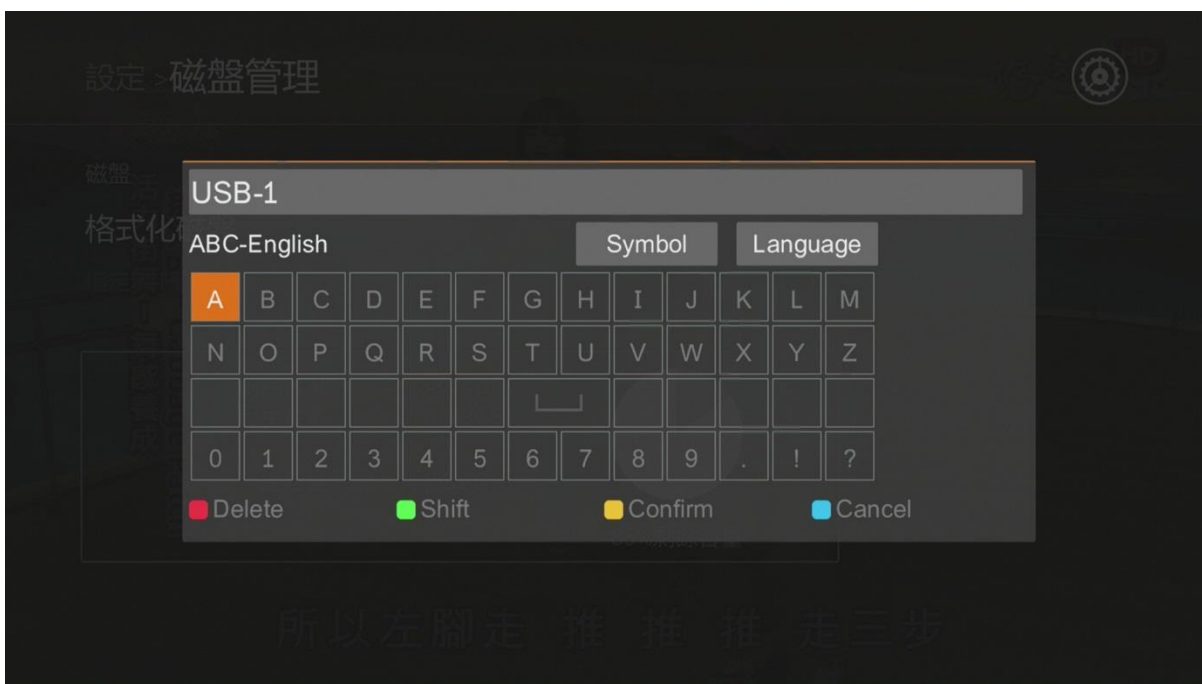 設定 > 磁盤管理
HD
磁盤
格式化
USB-1
ABC-English
Symbol
Language
A B C D E F G H I J K L M
N O P Q R S T U V W X Y Z
0 1 2 3 4 5 6 7 8 9 . ! ?
Delete
Shift
Confirm
Cancel
所以左腳走 推 推 推 走三步